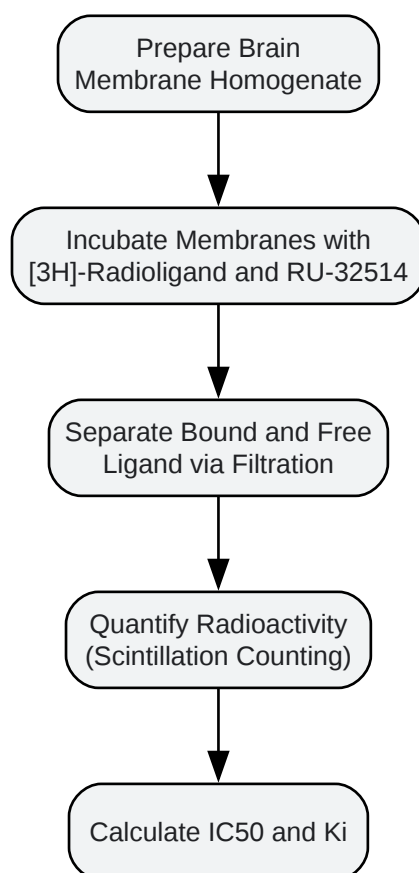 Prepare Brain
Membrane Homogenate
Incubate Membranes with
[3H]-Radioligand and RU-32514
Separate Bound and Free
Ligand via Filtration
Quantify Radioactivity
(Scintillation Counting)
Calculate IC50 and Ki